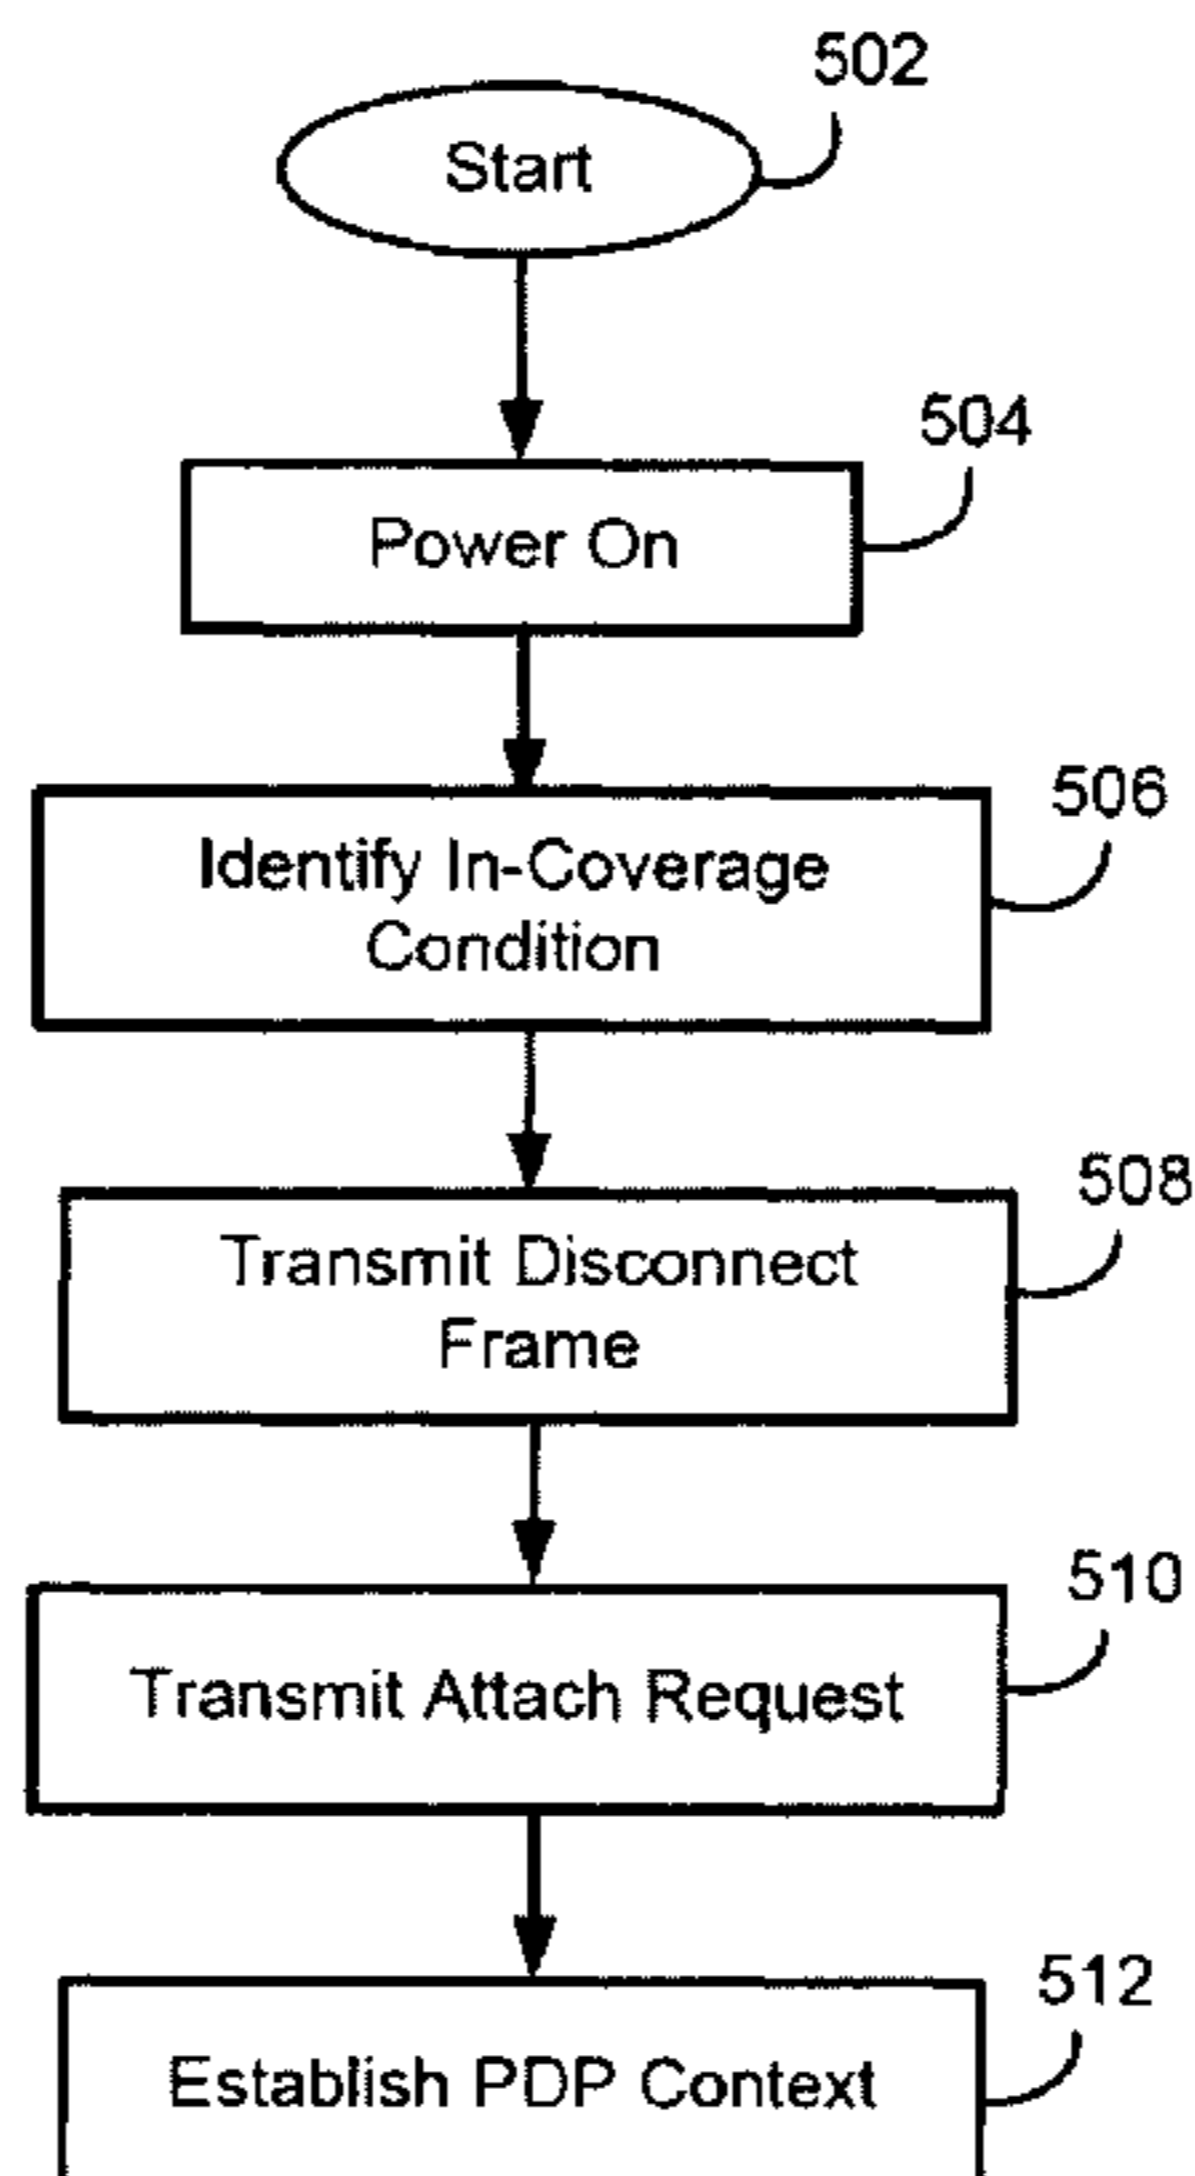 502
Start
504
Power On
506
Identify In-Coverage
Condition
508
Transmit Disconnect
Frame
510
Transmit Attach Request
512
Establish PDP Context